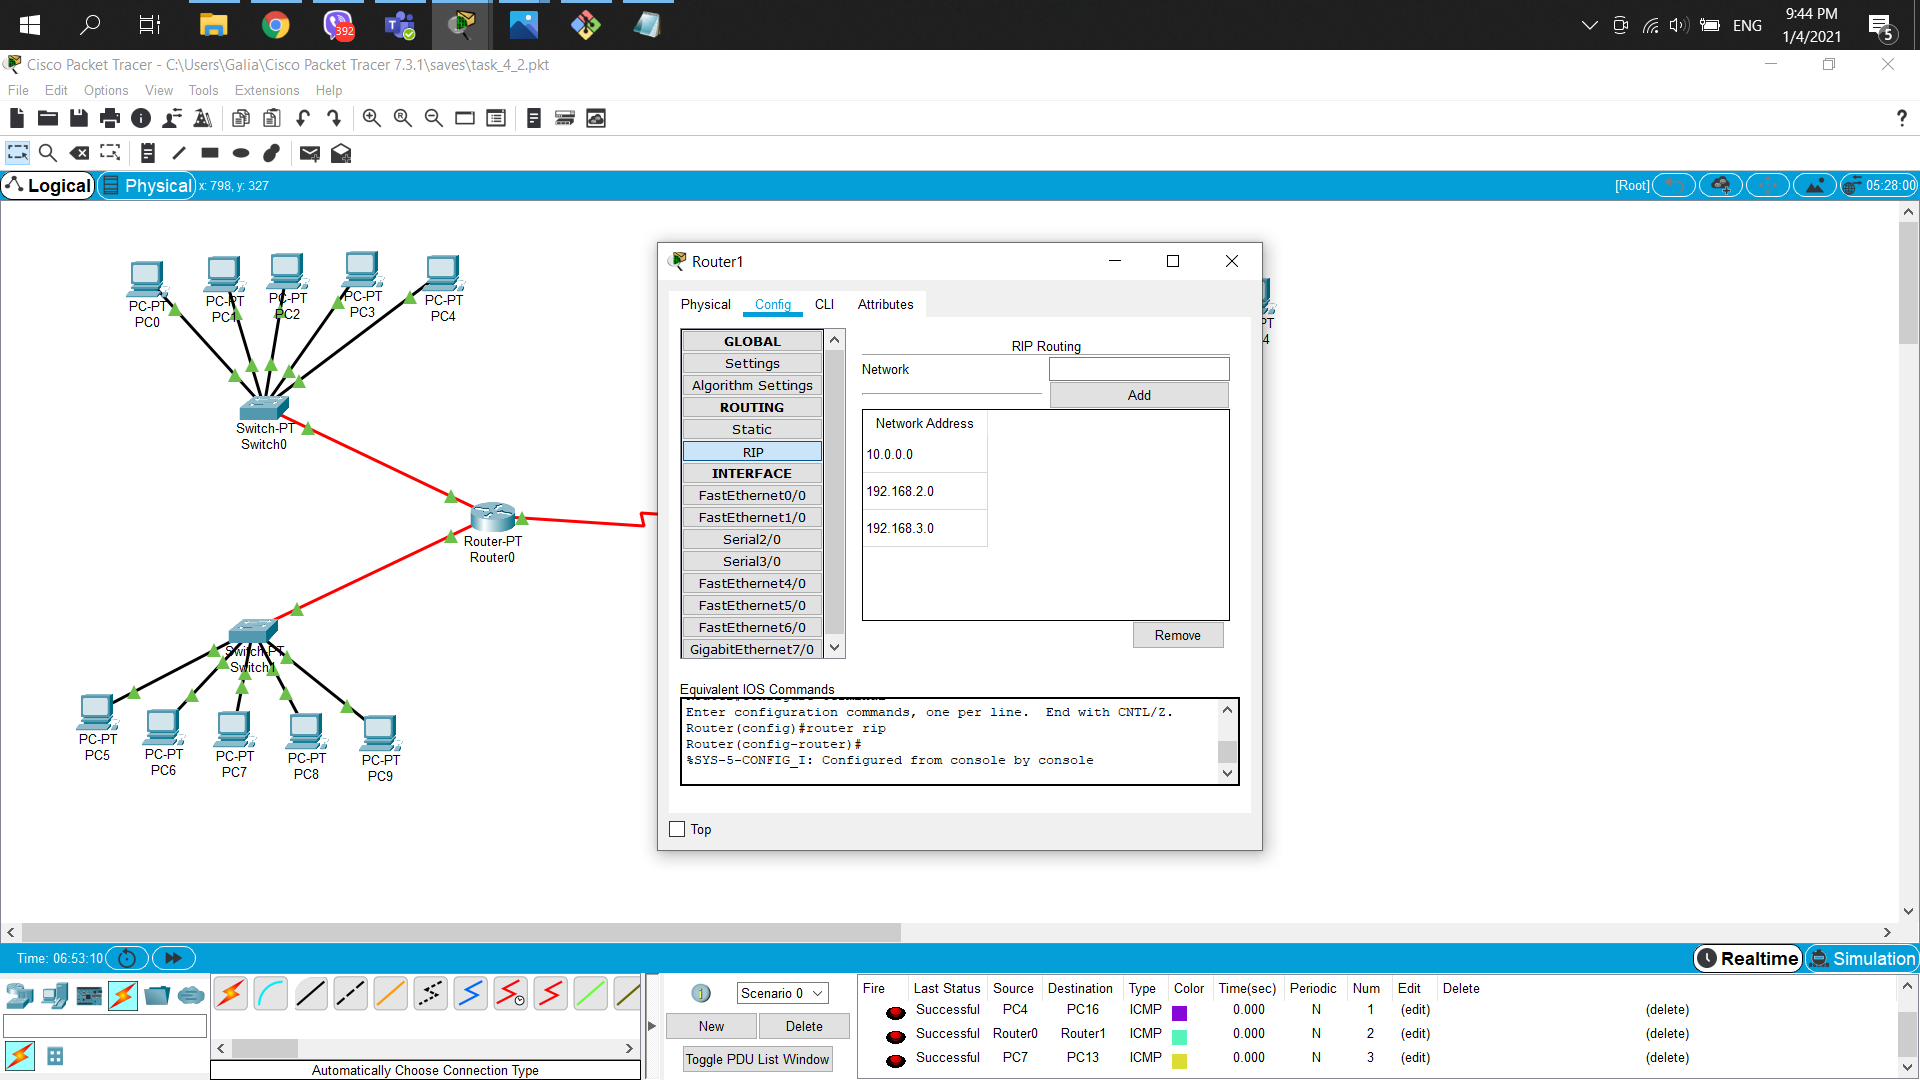 392
ENG
9:44 PM
1/4/2021
5
Cisco Packet Tracer - C:\Users\Galia\Cisco Packet Tracer 7.3.1\saves\task_4_2.pkt
File Edit Options View Tools Extensions Help
Logical Physical x: 798, y: 327 [Root] 05:28:00
PC-PT
PC0
PC-PT
PC1
PC-PT
PC2
PC-PT
PC3
PC-PT
PC4
Switch-PT
Switch0
Router-PT
Router0
Switch-PT
Switch1
PC-PT
PC5
PC-PT
PC6
PC-PT
PC7
PC-PT
PC8
PC-PT
PC9
PT
4
Router1
Physical Config CLI Attributes
GLOBAL
Settings
Algorithm Settings
ROUTING
Static
RIP
INTERFACE
FastEthernet0/0
FastEthernet1/0
Serial2/0
Serial3/0
FastEthernet4/0
FastEthernet5/0
FastEthernet6/0
GigabitEthernet7/0
RIP Routing
Network
Add
Network Address
10.0.0.0
192.168.2.0
192.168.3.0
Remove
Equivalent IOS Commands
Enter configuration commands, one per line. End with CNTL/Z.
Router(config)#router rip
Router(config-router)#
%SYS-5-CONFIG_I: Configured from console by console
Top
Time: 06:53:10 Realtime Simulation
Automatically Choose Connection Type
Scenario 0
New Delete
Toggle PDU List Window
Fire Last Status Source Destination Type Color Time(sec) Periodic Num Edit Delete
Successful PC4 PC16 ICMP 0.000 N 1 (edit) (delete)
Successful Router0 Router1 ICMP 0.000 N 2 (edit) (delete)
Successful PC7 PC13 ICMP 0.000 N 3 (edit) (delete)